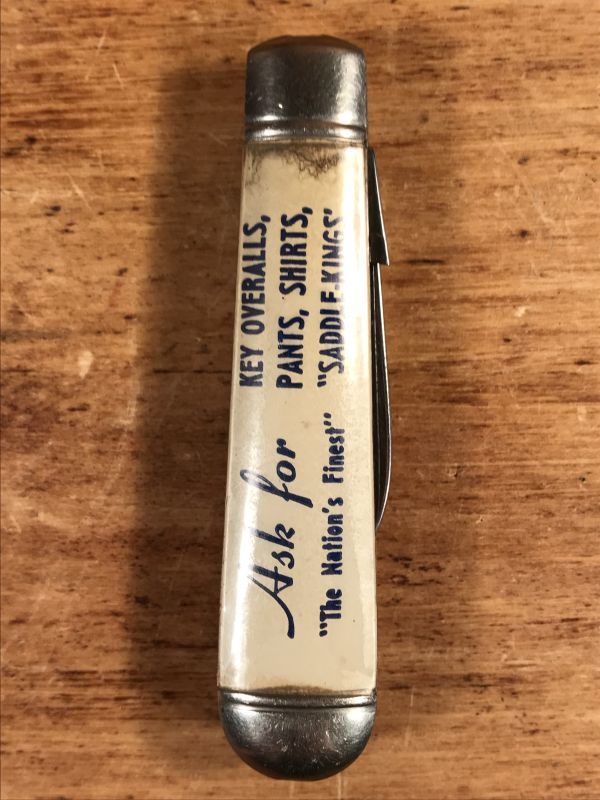 Ask for
"The Nation's Finest"
KEY OVERALLS,
PANTS, SHIRTS,
"SADDLE-KINGS"